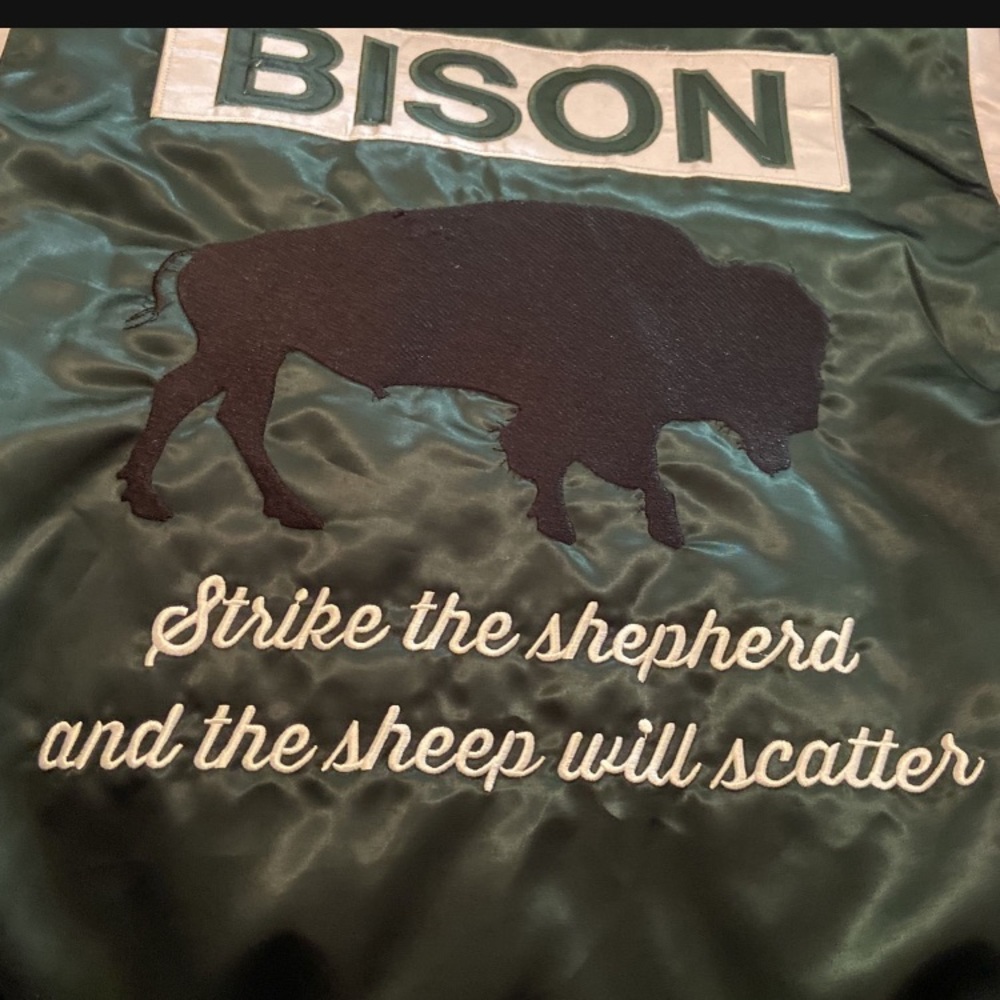 BISON
Strike the shepherd
and the sheep will scatter